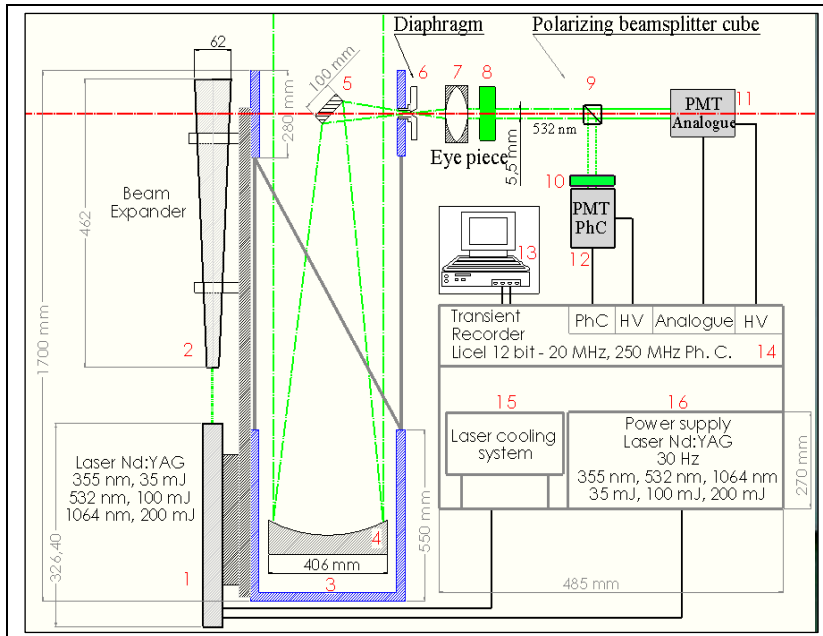 Diaphragm
Polarizing beamsplitter cube
62
100 mm
5
6
7
8
9
11
PMT
Analogue
280 mm
532 nm
Eye piece
5,5 mm
10
PMT
PhC
12
Beam
Expander
462
13
1700 mm
2
Transient
Recorder
PhC
HV
Analogue
HV
Licel 12 bit - 20 MHz, 250 MHz Ph. C.
14
15
16
Laser cooling
system
Power supply
Laser Nd:YAG
30 Hz
355 nm, 532 nm, 1064 nm
35 mJ, 100 mJ, 200 mJ
270 mm
Laser Nd:YAG
355 nm, 35 mJ
532 nm, 100 mJ
1064 nm, 200 mJ
326,40
550 mm
4
406 mm
3
1
485 mm